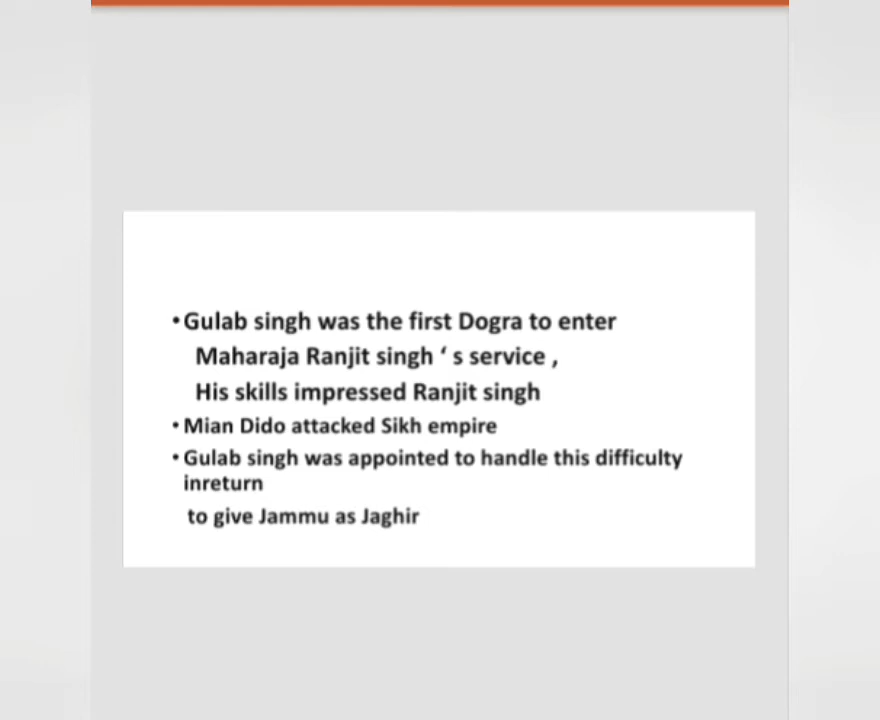 • Gulab singh was the first Dogra to enter
Maharaja Ranjit singh ‘ s service ,
His skills impressed Ranjit singh
• Mian Dido attacked Sikh empire
• Gulab singh was appointed to handle this difficulty
inreturn
to give Jammu as Jaghir